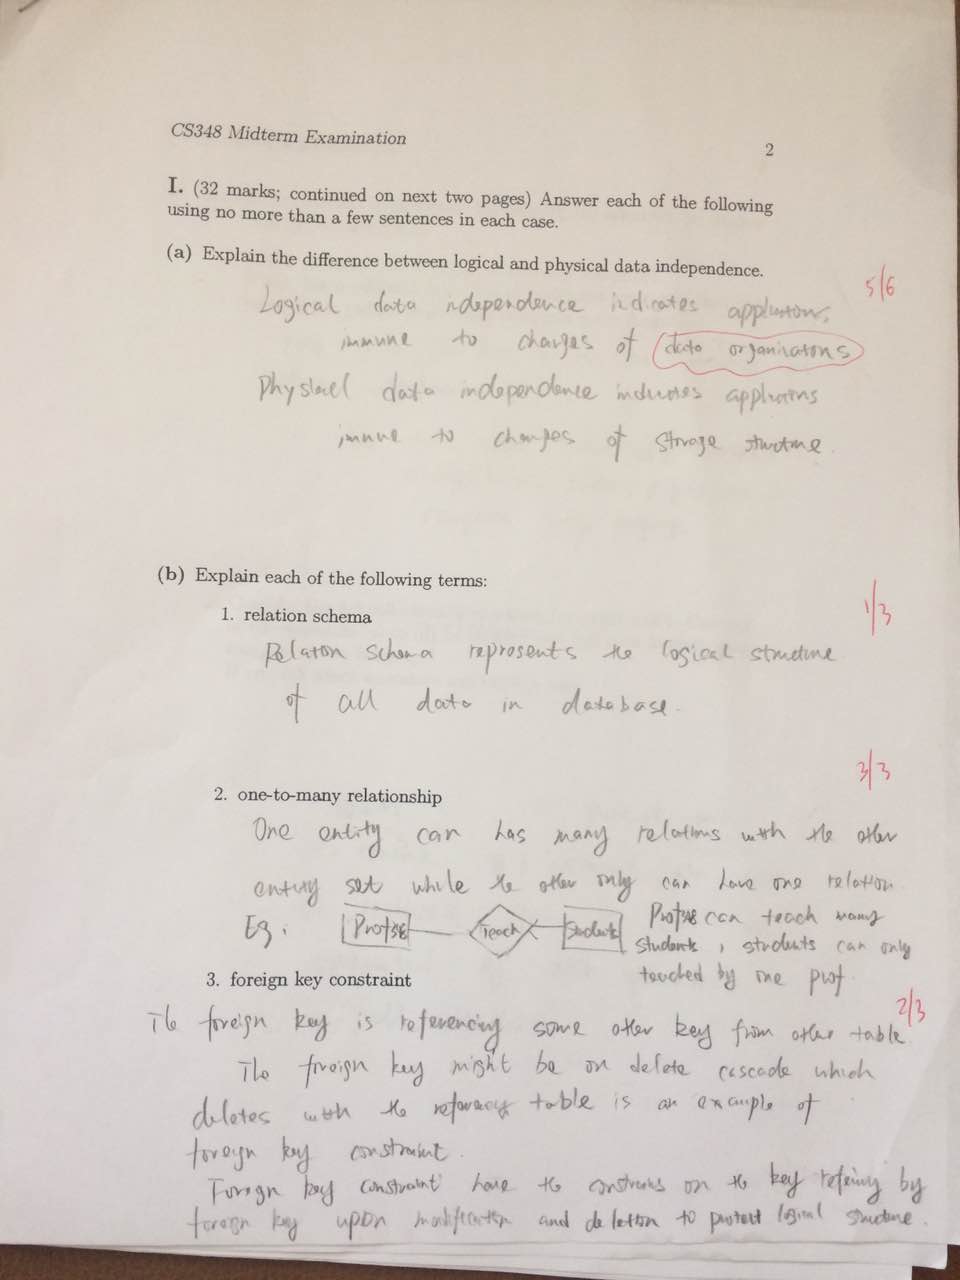 CS348 Midterm Examination
2
I. (32 marks; continued on next two pages) Answer each of the following
using no more than a few sentences in each case.
(a) Explain the difference between logical and physical data independence.
5/6
Logical data independence indicates applications
immune to changes of data organizations
Physical data independence indicates applications
immune to changes of storage structure.
(b) Explain each of the following terms:
1. relation schema
1/3
Relation schema represents the logical structure
of all data in database.
3/3
2. one-to-many relationship
One entity can has many relations with the other
entity set while the other only can have one relation
Eg: Profs Teach Students Profs can teach many
students, students can only
touched by one prof.
3. foreign key constraint
2/3
The foreign key is referencing some other key from other table.
The foreign key might be on delete cascade which
deletes with the table is an example of
foreign key constraint.
Foreign key constraint have the constrains on the key refering by
foreign key upon modification and deletion to protect logical structure.